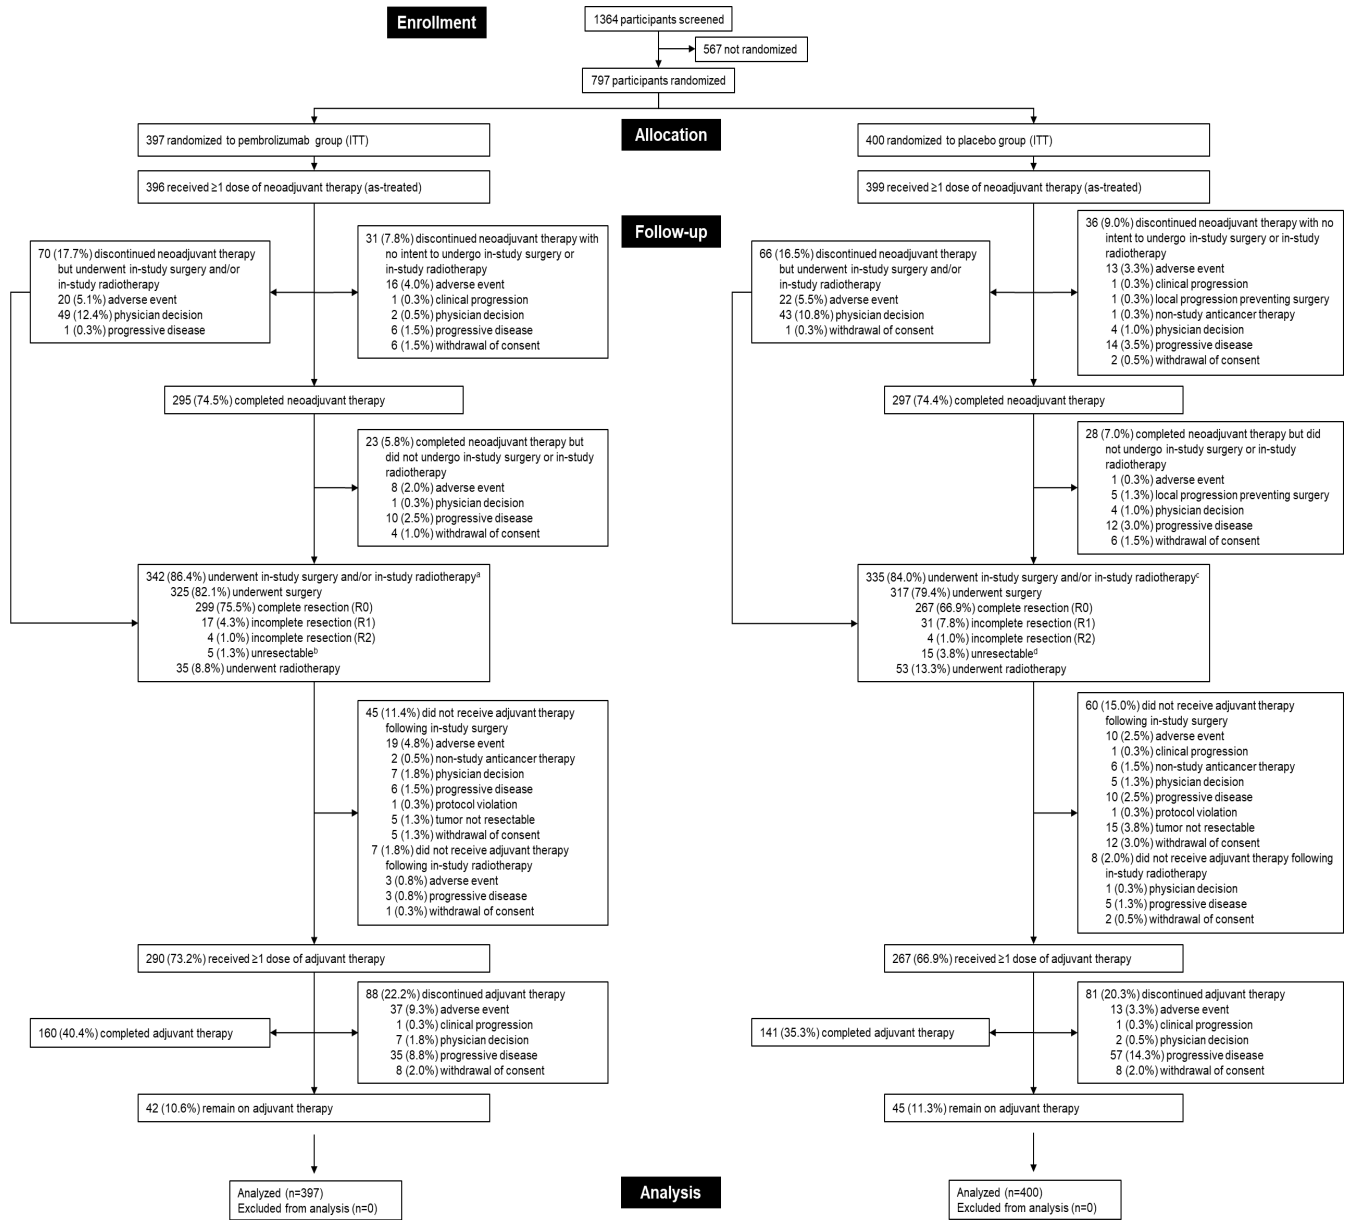 Enrollment
1364 participants screened
567 not randomized
797 participants randomized
Allocation
397 randomized to pembrolizumab group (ITT)
396 received ≥1 dose of neoadjuvant therapy (as-treated)
Follow-up
70 (17.7%) discontinued neoadjuvant therapy
but underwent in-study surgery and/or
in-study radiotherapy
20 (5.1%) adverse event
49 (12.4%) physician decision
1 (0.3%) progressive disease
31 (7.8%) discontinued neoadjuvant therapy with
no intent to undergo in-study surgery or
in-study radiotherapy
16 (4.0%) adverse event
1 (0.3%) clinical progression
2 (0.5%) physician decision
6 (1.5%) progressive disease
6 (1.5%) withdrawal of consent
295 (74.5%) completed neoadjuvant therapy
23 (5.8%) completed neoadjuvant therapy but
did not undergo in-study surgery or in-study
radiotherapy
8 (2.0%) adverse event
1 (0.3%) physician decision
10 (2.5%) progressive disease
4 (1.0%) withdrawal of consent
342 (86.4%) underwent in-study surgery and/or in-study radiotherapyᵃ
325 (82.1%) underwent surgery
299 (75.5%) complete resection (R0)
17 (4.3%) incomplete resection (R1)
4 (1.0%) incomplete resection (R2)
5 (1.3%) unresectableᵇ
35 (8.8%) underwent radiotherapy
45 (11.4%) did not receive adjuvant therapy
following in-study surgery
19 (4.8%) adverse event
2 (0.5%) non-study anticancer therapy
7 (1.8%) physician decision
6 (1.5%) progressive disease
1 (0.3%) protocol violation
5 (1.3%) tumor not resectable
5 (1.3%) withdrawal of consent
7 (1.8%) did not receive adjuvant therapy
following in-study radiotherapy
3 (0.8%) adverse event
3 (0.8%) progressive disease
1 (0.3%) withdrawal of consent
290 (73.2%) received ≥1 dose of adjuvant therapy
160 (40.4%) completed adjuvant therapy
88 (22.2%) discontinued adjuvant therapy
37 (9.3%) adverse event
1 (0.3%) clinical progression
7 (1.8%) physician decision
35 (8.8%) progressive disease
8 (2.0%) withdrawal of consent
42 (10.6%) remain on adjuvant therapy
400 randomized to placebo group (ITT)
399 received ≥1 dose of neoadjuvant therapy (as-treated)
66 (16.5%) discontinued neoadjuvant therapy
but underwent in-study surgery and/or
in-study radiotherapy
22 (5.5%) adverse event
43 (10.8%) physician decision
1 (0.3%) withdrawal of consent
36 (9.0%) discontinued neoadjuvant therapy with no
intent to undergo in-study surgery or in-study
radiotherapy
13 (3.3%) adverse event
1 (0.3%) clinical progression
1 (0.3%) local progression preventing surgery
1 (0.3%) non-study anticancer therapy
4 (1.0%) physician decision
14 (3.5%) progressive disease
2 (0.5%) withdrawal of consent
297 (74.4%) completed neoadjuvant therapy
28 (7.0%) completed neoadjuvant therapy but did
not undergo in-study surgery or in-study
radiotherapy
1 (0.3%) adverse event
5 (1.3%) local progression preventing surgery
4 (1.0%) physician decision
12 (3.0%) progressive disease
6 (1.5%) withdrawal of consent
335 (84.0%) underwent in-study surgery and/or in-study radiotherapyᶜ
317 (79.4%) underwent surgery
267 (66.9%) complete resection (R0)
31 (7.8%) incomplete resection (R1)
4 (1.0%) incomplete resection (R2)
15 (3.8%) unresectableᵈ
53 (13.3%) underwent radiotherapy
60 (15.0%) did not receive adjuvant therapy
following in-study surgery
10 (2.5%) adverse event
1 (0.3%) clinical progression
6 (1.5%) non-study anticancer therapy
5 (1.3%) physician decision
10 (2.5%) progressive disease
1 (0.3%) protocol violation
15 (3.8%) tumor not resectable
12 (3.0%) withdrawal of consent
8 (2.0%) did not receive adjuvant therapy following
in-study radiotherapy
1 (0.3%) physician decision
5 (1.3%) progressive disease
2 (0.5%) withdrawal of consent
267 (66.9%) received ≥1 dose of adjuvant therapy
141 (35.3%) completed adjuvant therapy
81 (20.3%) discontinued adjuvant therapy
13 (3.3%) adverse event
1 (0.3%) clinical progression
2 (0.5%) physician decision
57 (14.3%) progressive disease
8 (2.0%) withdrawal of consent
45 (11.3%) remain on adjuvant therapy
Analysis
Analyzed (n=397)
Excluded from analysis (n=0)
Analyzed (n=400)
Excluded from analysis (n=0)